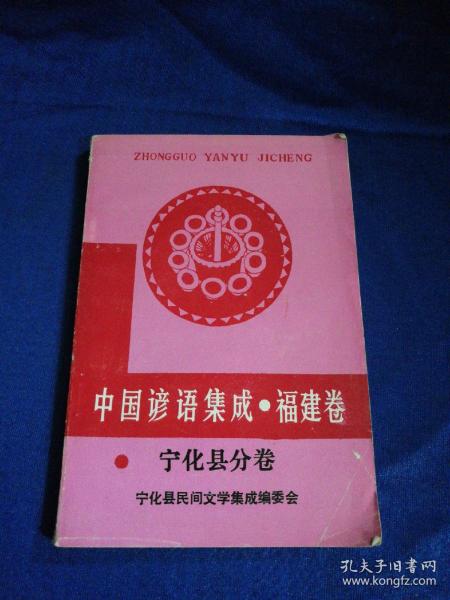 ZHONGGUO YANYU JICHENG
中国谚语集成·福建卷
宁化县分卷
宁化县民间文学集成编委会
孔夫子旧书网
www.kongfz.com